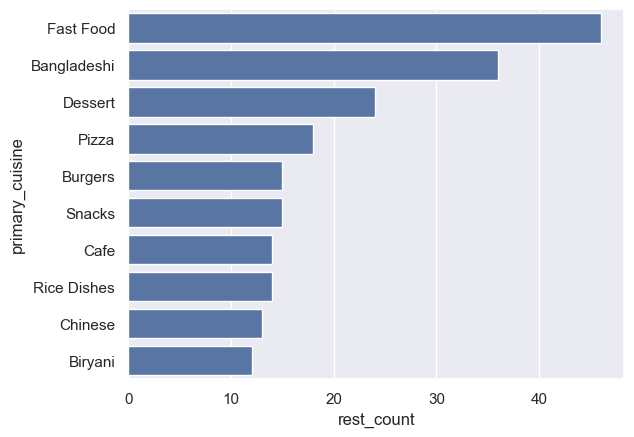 Fast Food
Bangladeshi
Dessert
Pizza
Burgers
Snacks
Cafe
Rice Dishes
Chinese
Biryani
primary_cuisine
0 10 20 30 40
rest_count